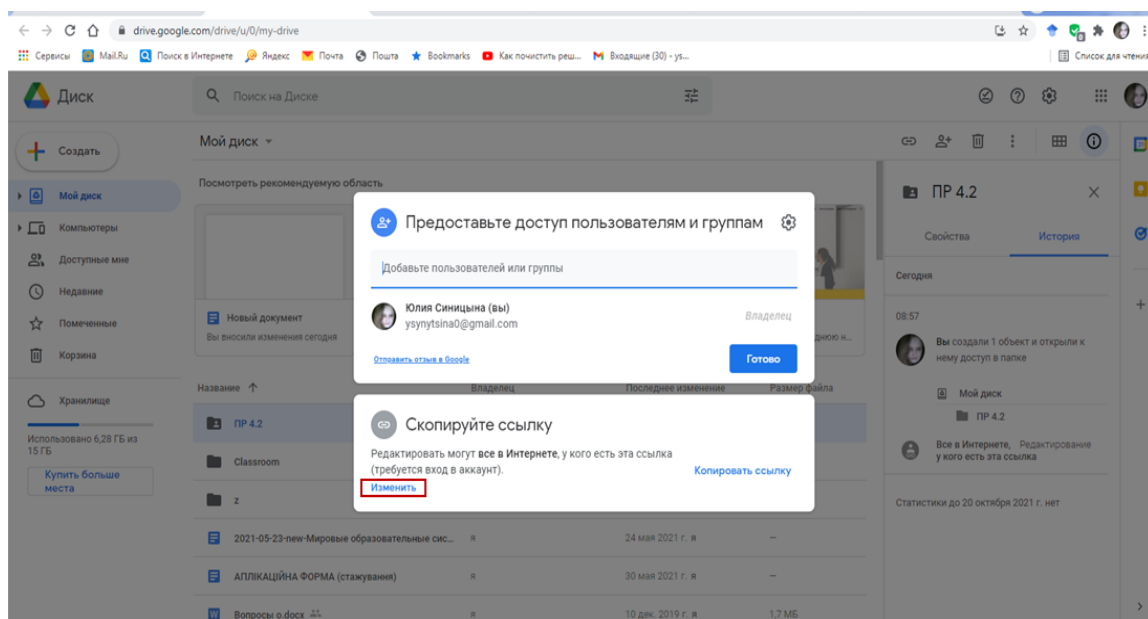 drive.google.com/drive/u/0/my-drive
Сервисы Mail.Ru Поиск в Интернете Яндекс Почта Пошта Bookmarks Как почистить реш... Входящие (30) - ys... Список для чтения
Диск
Поиск на Диске
Создать
Мой диск
Компьютеры
Доступные мне
Недавние
Помеченные
Корзина
Хранилище
Использовано 6,28 ГБ из
15 ГБ
Купить больше
места
Мой диск
Посмотреть рекомендуемую область
Новый документ
Вы вносили изменения сегодня
Предоставьте доступ пользователям и группам
Добавьте пользователей или группы
Юлия Синицына (вы)
ysynytsina0@gmail.com
Владелец
Отправить отзыв в Google
Готово
Название Владелец Последнее изменение Размер файла
Скопируйте ссылку
Редактировать могут все в Интернете, у кого есть эта ссылка
(требуется вход в аккаунт).
Копировать ссылку
Изменить
ПР 4.2
Classroom
z
2021-05-23-new-Мировые образовательные сис... я 24 мая 2021 г. я –
АПЛІКАЦІЙНА ФОРМА (стажування) я 30 мая 2021 г. я –
Вопросы о.docx я 10 дек. 2019 г. я 1,7 МБ
ПР 4.2
Свойства История
Сегодня
08:57
Вы создали 1 объект и открыли к
нему доступ в папке
Мой диск
ПР 4.2
Все в Интернете, Редактирование
у кого есть эта ссылка
Статистики до 20 октября 2021 г. нет